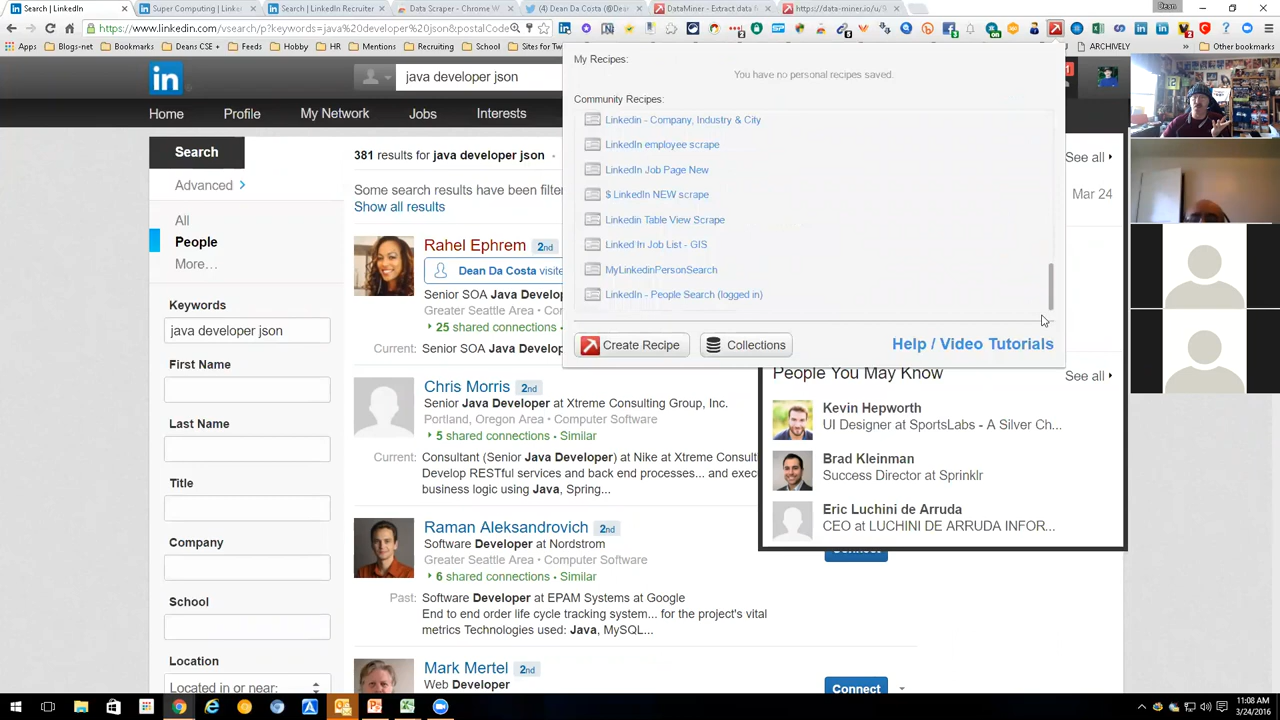 Search | LinkedIn
Super Computing | Linke
Search | LinkedIn Recruiter
Data Scraper - Chrome W
(4) Dean Da Costa (@Dea
DataMiner - Extract data f
https://data-miner.io/u/
Dean
https://www.linkedin.com/search/p
=java+developer+json&postalCode
Apps
Blogs-net
Bookmarks
Deans CSE +
Feeds
Hobby
HR
Mentions
Recruiting
School
Sites for Tw
ARCHIVELY
Other bookmarks
My Recipes:
You have no personal recipes saved.
Community Recipes:
Linkedin - Company, Industry & City
LinkedIn employee scrape
LinkedIn Job Page New
$ LinkedIn NEW scrape
Linkedin Table View Scrape
Linked In Job List - GIS
MyLinkedinPersonSearch
LinkedIn - People Search (logged in)
Create Recipe
Collections
Help / Video Tutorials
in
java developer json
Home
Profile
My Network
Jobs
Interests
Search
Advanced
All
People
More...
Keywords
java developer json
First Name
Last Name
Title
Company
School
Location
Located in or near:
381 results for java developer json
Some search results have been filter
Show all results
Rahel Ephrem 2nd
Dean Da Costa visite
Senior SOA Java Develop
Greater Seattle Area • Computer
25 shared connections •
Current: Senior SOA Java Develop
Chris Morris 2nd
Senior Java Developer at Xtreme Consulting Group, Inc.
Portland, Oregon Area • Computer Software
5 shared connections • Similar
Current: Consultant (Senior Java Developer) at Nike at Xtreme Consult
Develop RESTful services and back end processes... and exec
business logic using Java, Spring...
Raman Aleksandrovich 2nd
Software Developer at Nordstrom
Greater Seattle Area • Computer Software
6 shared connections • Similar
Past: Software Developer at EPAM Systems at Google
End to end order life cycle tracking system... for the project's vital
metrics Technologies used: Java, MySQL...
Mark Mertel 2nd
Web Developer
Connect
Connect
See all
Mar 24
People You May Know
See all
Kevin Hepworth
UI Designer at SportsLabs - A Silver Ch...
Brad Kleinman
Success Director at Sprinklr
Eric Luchini de Arruda
CEO at LUCHINI DE ARRUDA INFOR...
11:08 AM
3/24/2016